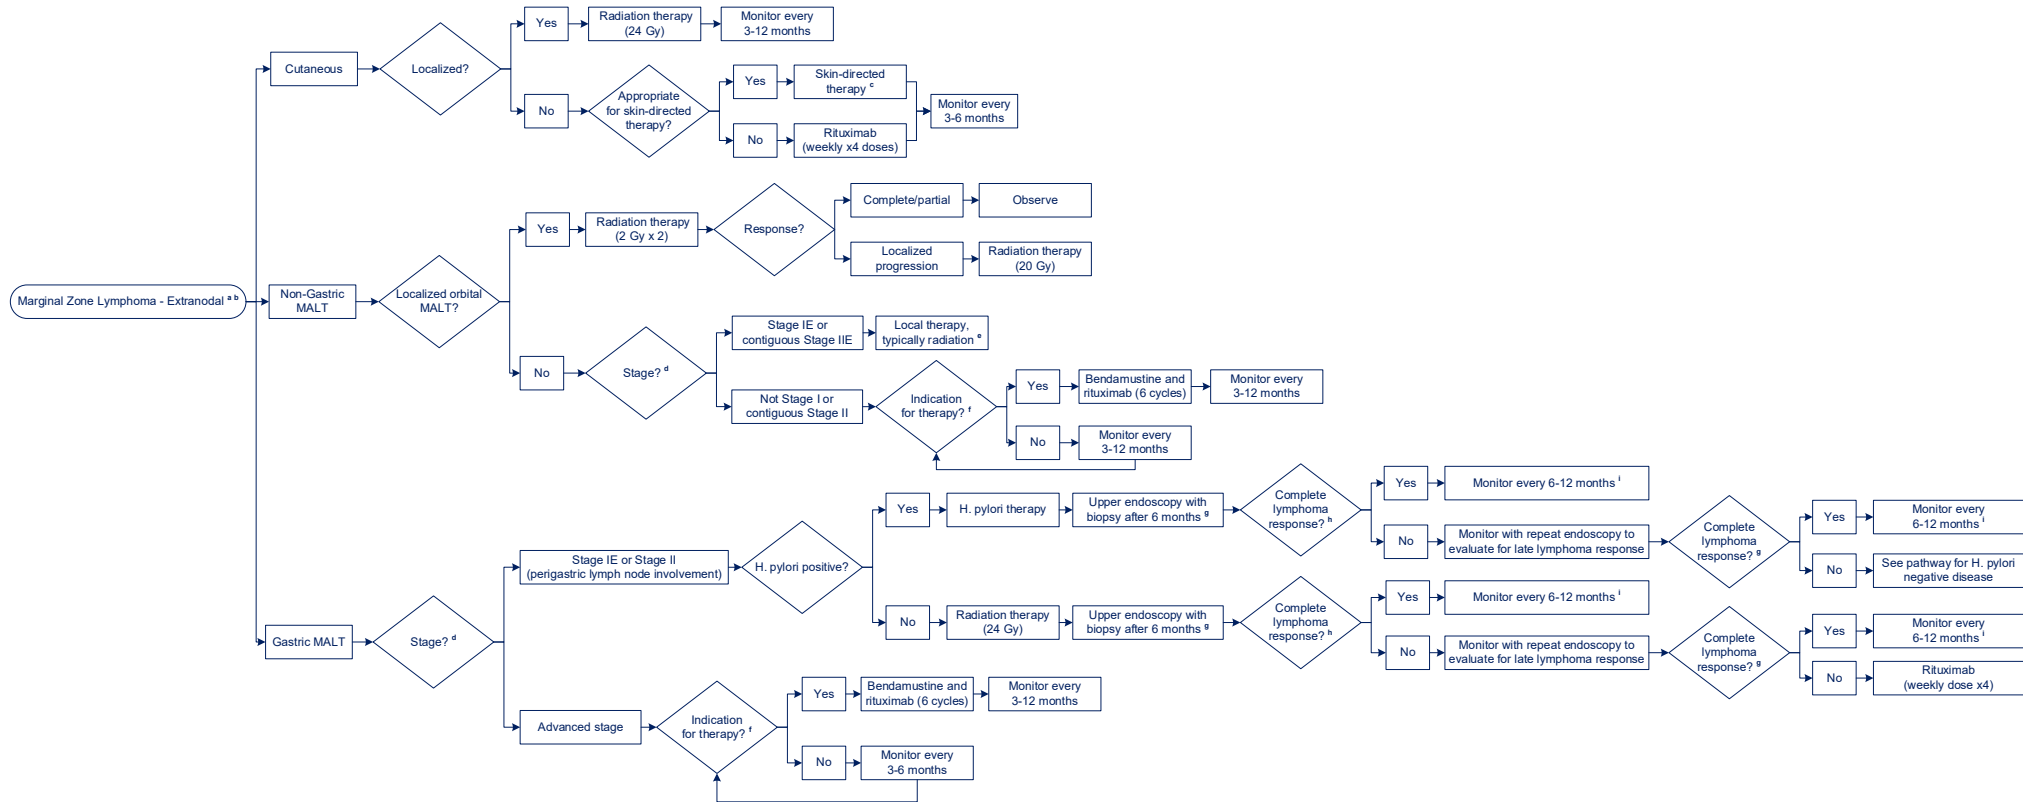 Marginal Zone Lymphoma - Extranodal a b
Cutaneous
Localized?
Yes
Radiation therapy
(24 Gy)
Monitor every
3-12 months
No
Appropriate
for skin-directed
therapy?
Yes
Skin-directed
therapy c
No
Rituximab
(weekly x4 doses)
Monitor every
3-6 months
Non-Gastric
MALT
Localized orbital
MALT?
Yes
Radiation therapy
(2 Gy x 2)
Response?
Complete/partial
Observe
Localized
progression
Radiation therapy
(20 Gy)
No
Stage? d
Stage IE or
contiguous Stage IIE
Local therapy,
typically radiation e
Not Stage I or
contiguous Stage II
Indication
for therapy? f
Yes
Bendamustine and
rituximab (6 cycles)
Monitor every
3-12 months
No
Monitor every
3-12 months
Gastric MALT
Stage? d
Stage IE or Stage II
(perigastric lymph node involvement)
H. pylori positive?
Yes
H. pylori therapy
Upper endoscopy with
biopsy after 6 months g
Complete
lymphoma
response? h
Yes
Monitor every 6-12 months i
No
Monitor with repeat endoscopy to
evaluate for late lymphoma response
Complete
lymphoma
response? g
Yes
Monitor every
6-12 months i
No
See pathway for H. pylori
negative disease
No
Radiation therapy
(24 Gy)
Upper endoscopy with
biopsy after 6 months g
Complete
lymphoma
response? h
Yes
Monitor every 6-12 months i
No
Monitor with repeat endoscopy to
evaluate for late lymphoma response
Complete
lymphoma
response? g
Yes
Monitor every
6-12 months i
No
Rituximab
(weekly dose x4)
Advanced stage
Indication
for therapy? f
Yes
Bendamustine and
rituximab (6 cycles)
Monitor every
3-12 months
No
Monitor every
3-6 months